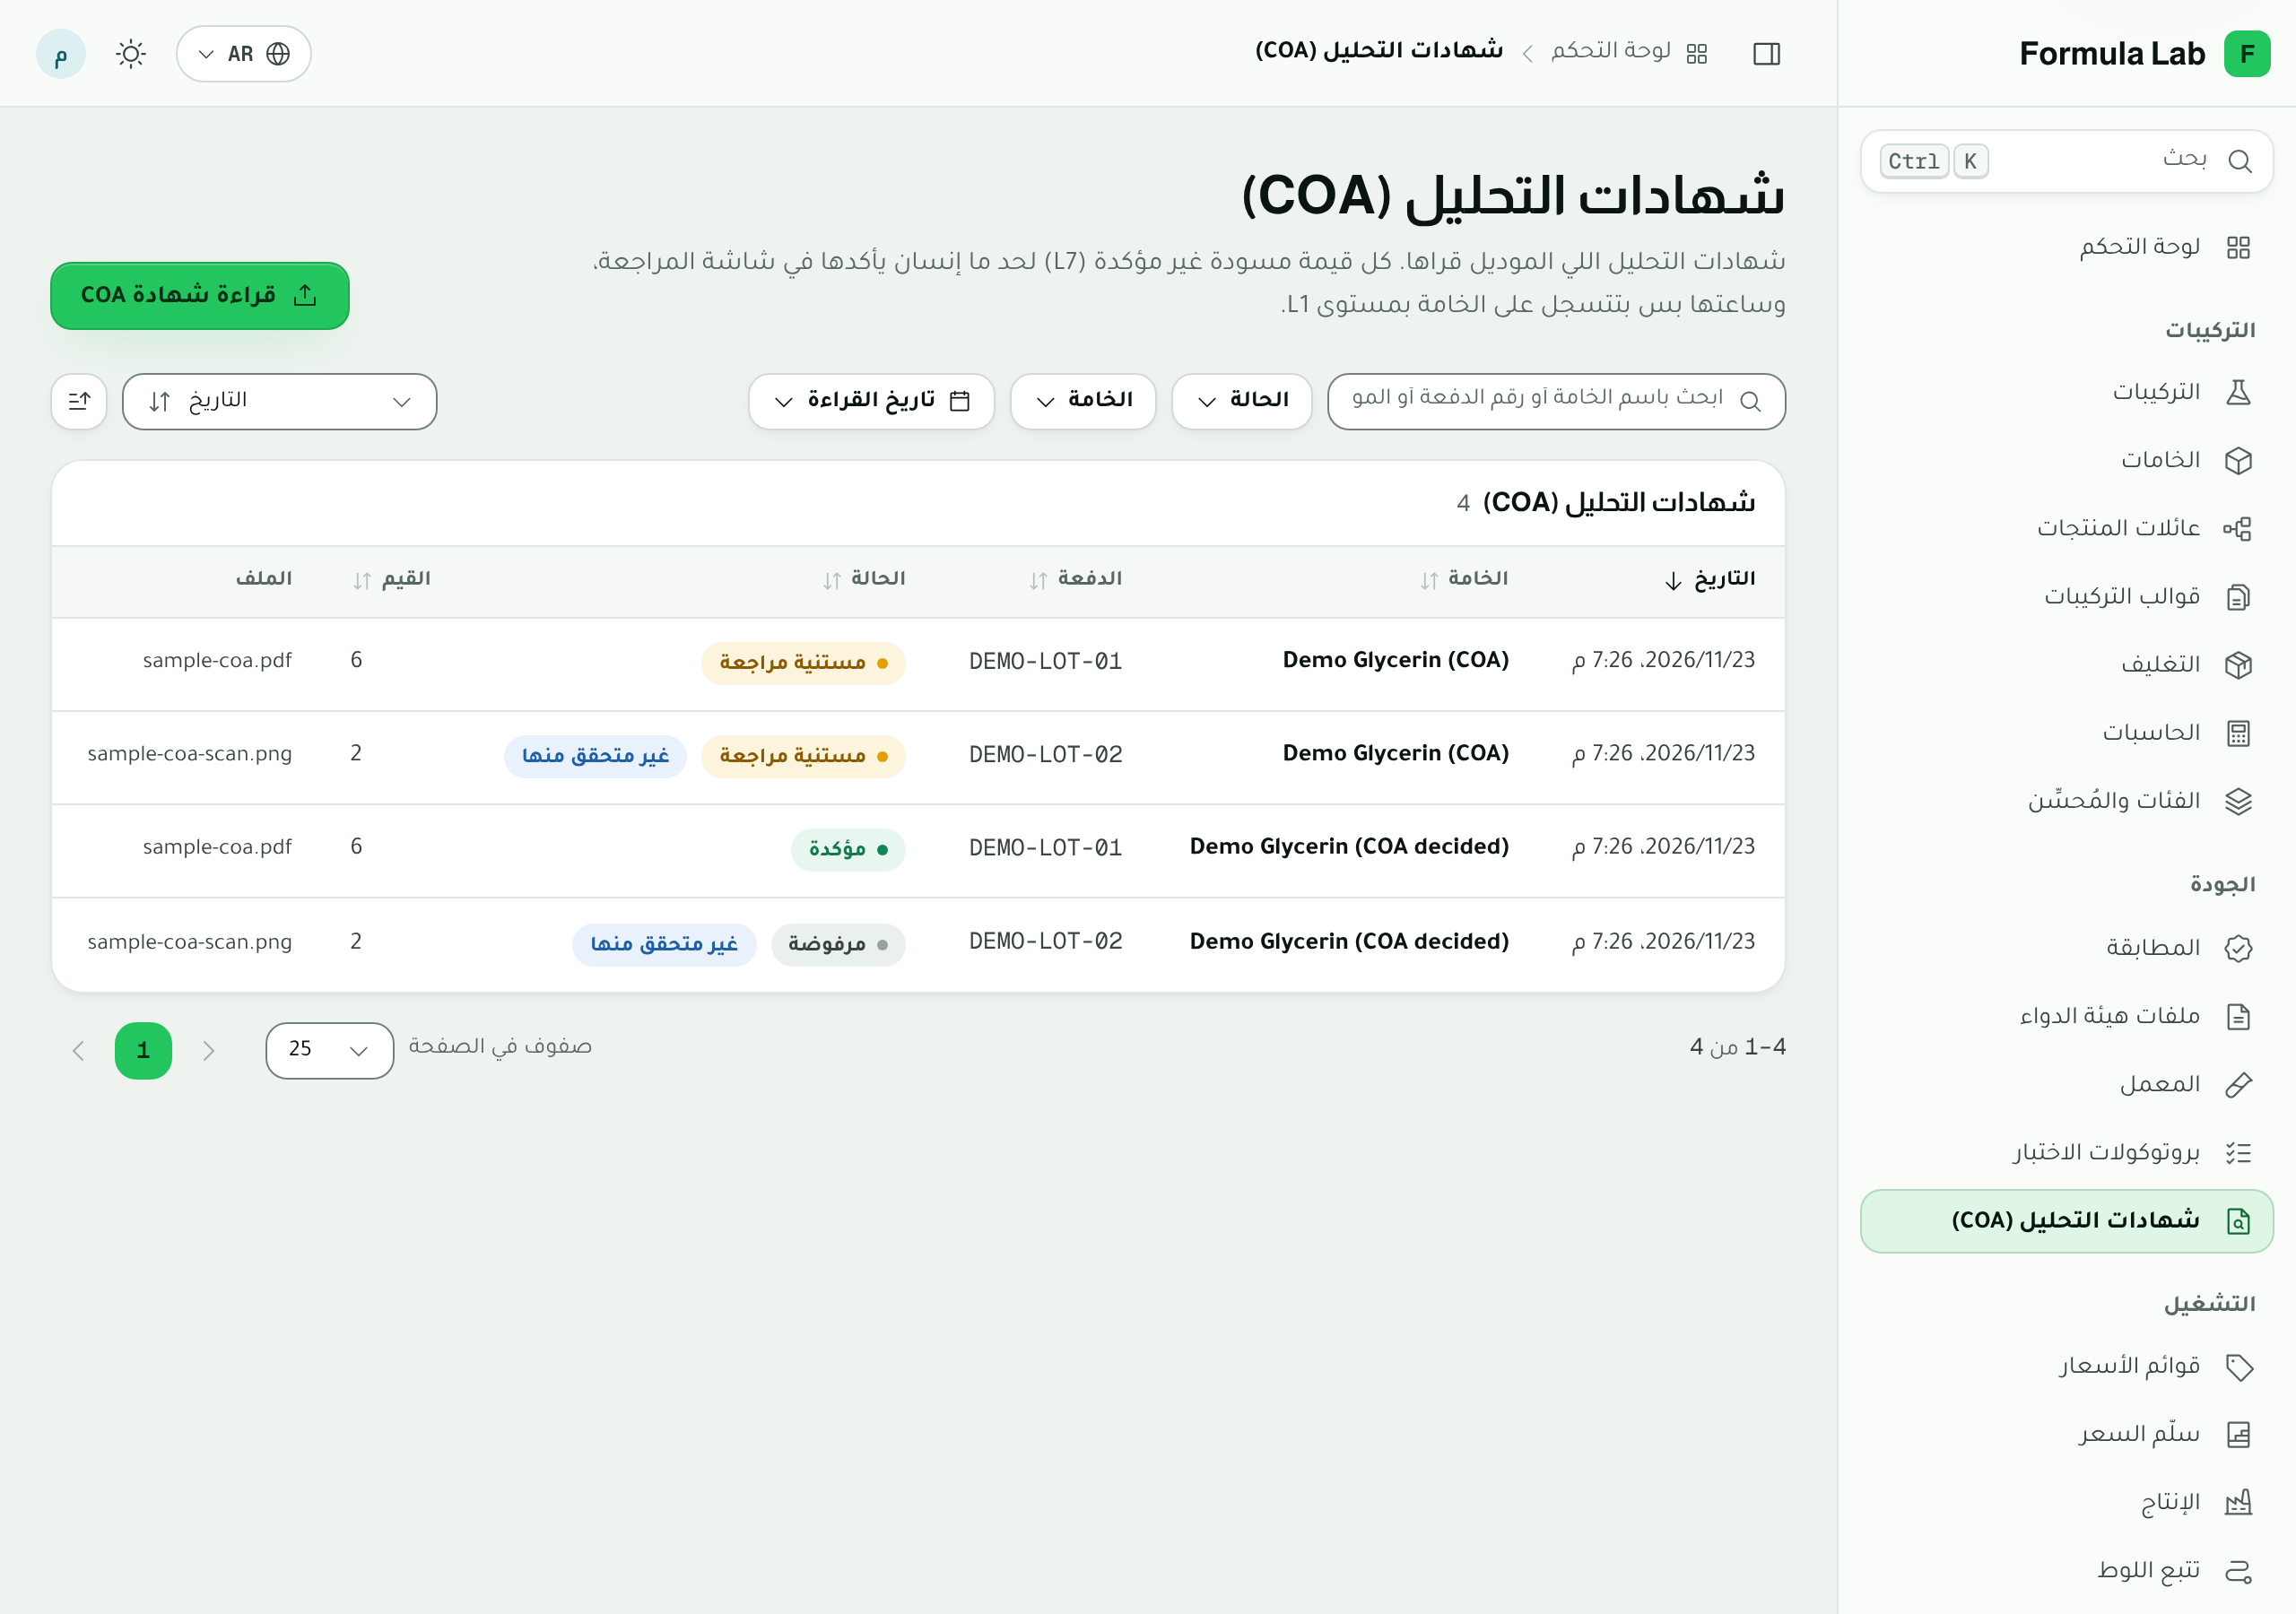 F Formula Lab
لوحة التحكم
شهادات التحليل (COA)
AR
م
بحث
Ctrl K
لوحة التحكم
التركيبات
التركيبات
الخامات
عائلات المنتجات
قوالب التركيبات
التغليف
الحاسبات
الفئات والمُحسِّن
الجودة
المطابقة
ملفات هيئة الدواء
المعمل
بروتوكولات الاختبار
شهادات التحليل (COA)
التشغيل
قوائم الأسعار
سلّم السعر
الإنتاج
تتبع اللوط
شهادات التحليل (COA)
شهادات التحليل اللي الموديل قراها. كل قيمة مسودة غير مؤكدة (L7) لحد ما إنسان يأكدها في شاشة المراجعة،
وساعتها بس بتتسجل على الخامة بمستوى L1.
قراءة شهادة COA
ابحث باسم الخامة أو رقم الدفعة أو المو
الحالة
الخامة
تاريخ القراءة
التاريخ
شهادات التحليل (COA) 4
التاريخ الخامة الدفعة الحالة القيم الملف
2026/11/23، 7:26 م Demo Glycerin (COA) DEMO-LOT-01 مستنية مراجعة 6 sample-coa.pdf
2026/11/23، 7:26 م Demo Glycerin (COA) DEMO-LOT-02 مستنية مراجعة غير متحقق منها 2 sample-coa-scan.png
2026/11/23، 7:26 م Demo Glycerin (COA decided) DEMO-LOT-01 مؤكدة 6 sample-coa.pdf
2026/11/23، 7:26 م Demo Glycerin (COA decided) DEMO-LOT-02 مرفوضة غير متحقق منها 2 sample-coa-scan.png
1–4 من 4
صفوف في الصفحة
25
1